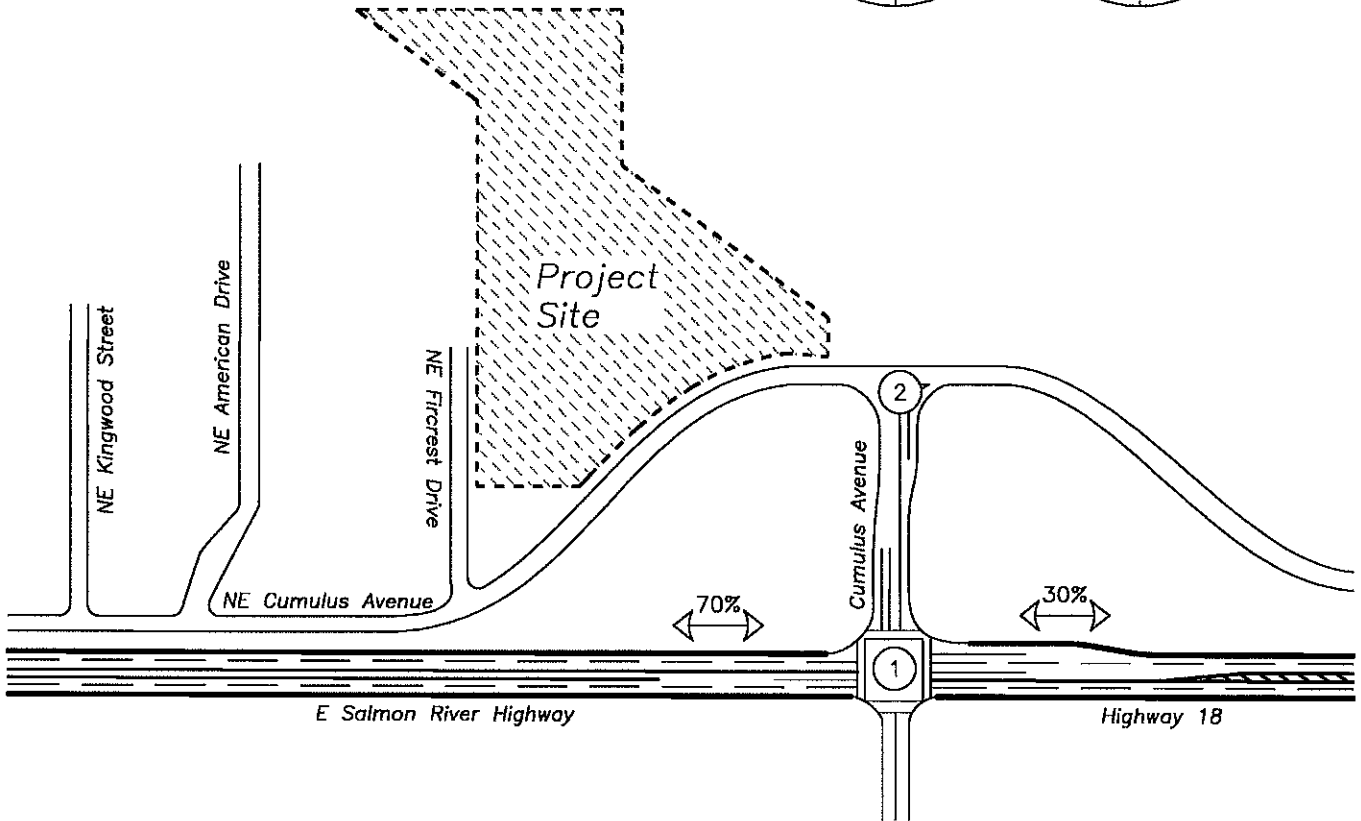 Project
Site
NE Kingwood Street
NE American Drive
NE Fircrest Drive
2
Cumulus Avenue
NE Cumulus Avenue
70%
30%
1
E Salmon River Highway
Highway 18